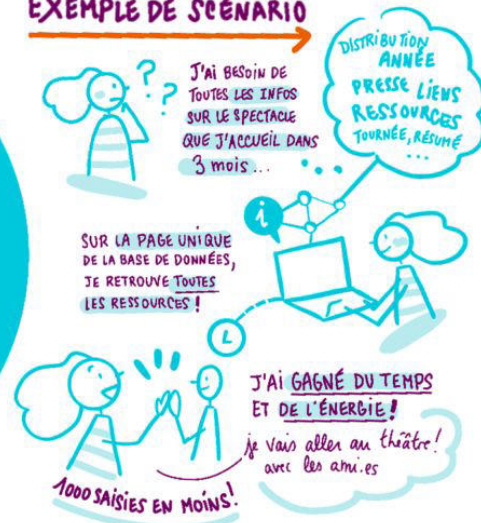 EXEMPLE DE SCÉNARIO
? ?
J'AI BESOIN DE
TOUTES LES INFOS
SUR LE SPECTACLE
QUE J'ACCUEIL DANS
3 mois...
DISTRIBUTION
ANNÉE
PRESSE LIENS
RESSOURCES
TOURNÉE, RÉSUMÉ
...
i
SUR LA PAGE UNIQUE
DE LA BASE DE DONNÉES,
JE RETROUVE TOUTES
LES RESSOURCES !
L
J'AI GAGNÉ DU TEMPS
ET DE L'ÉNERGIE !
je vais aller au théâtre !
avec les ami.es
1000 SAISIES EN MOINS !